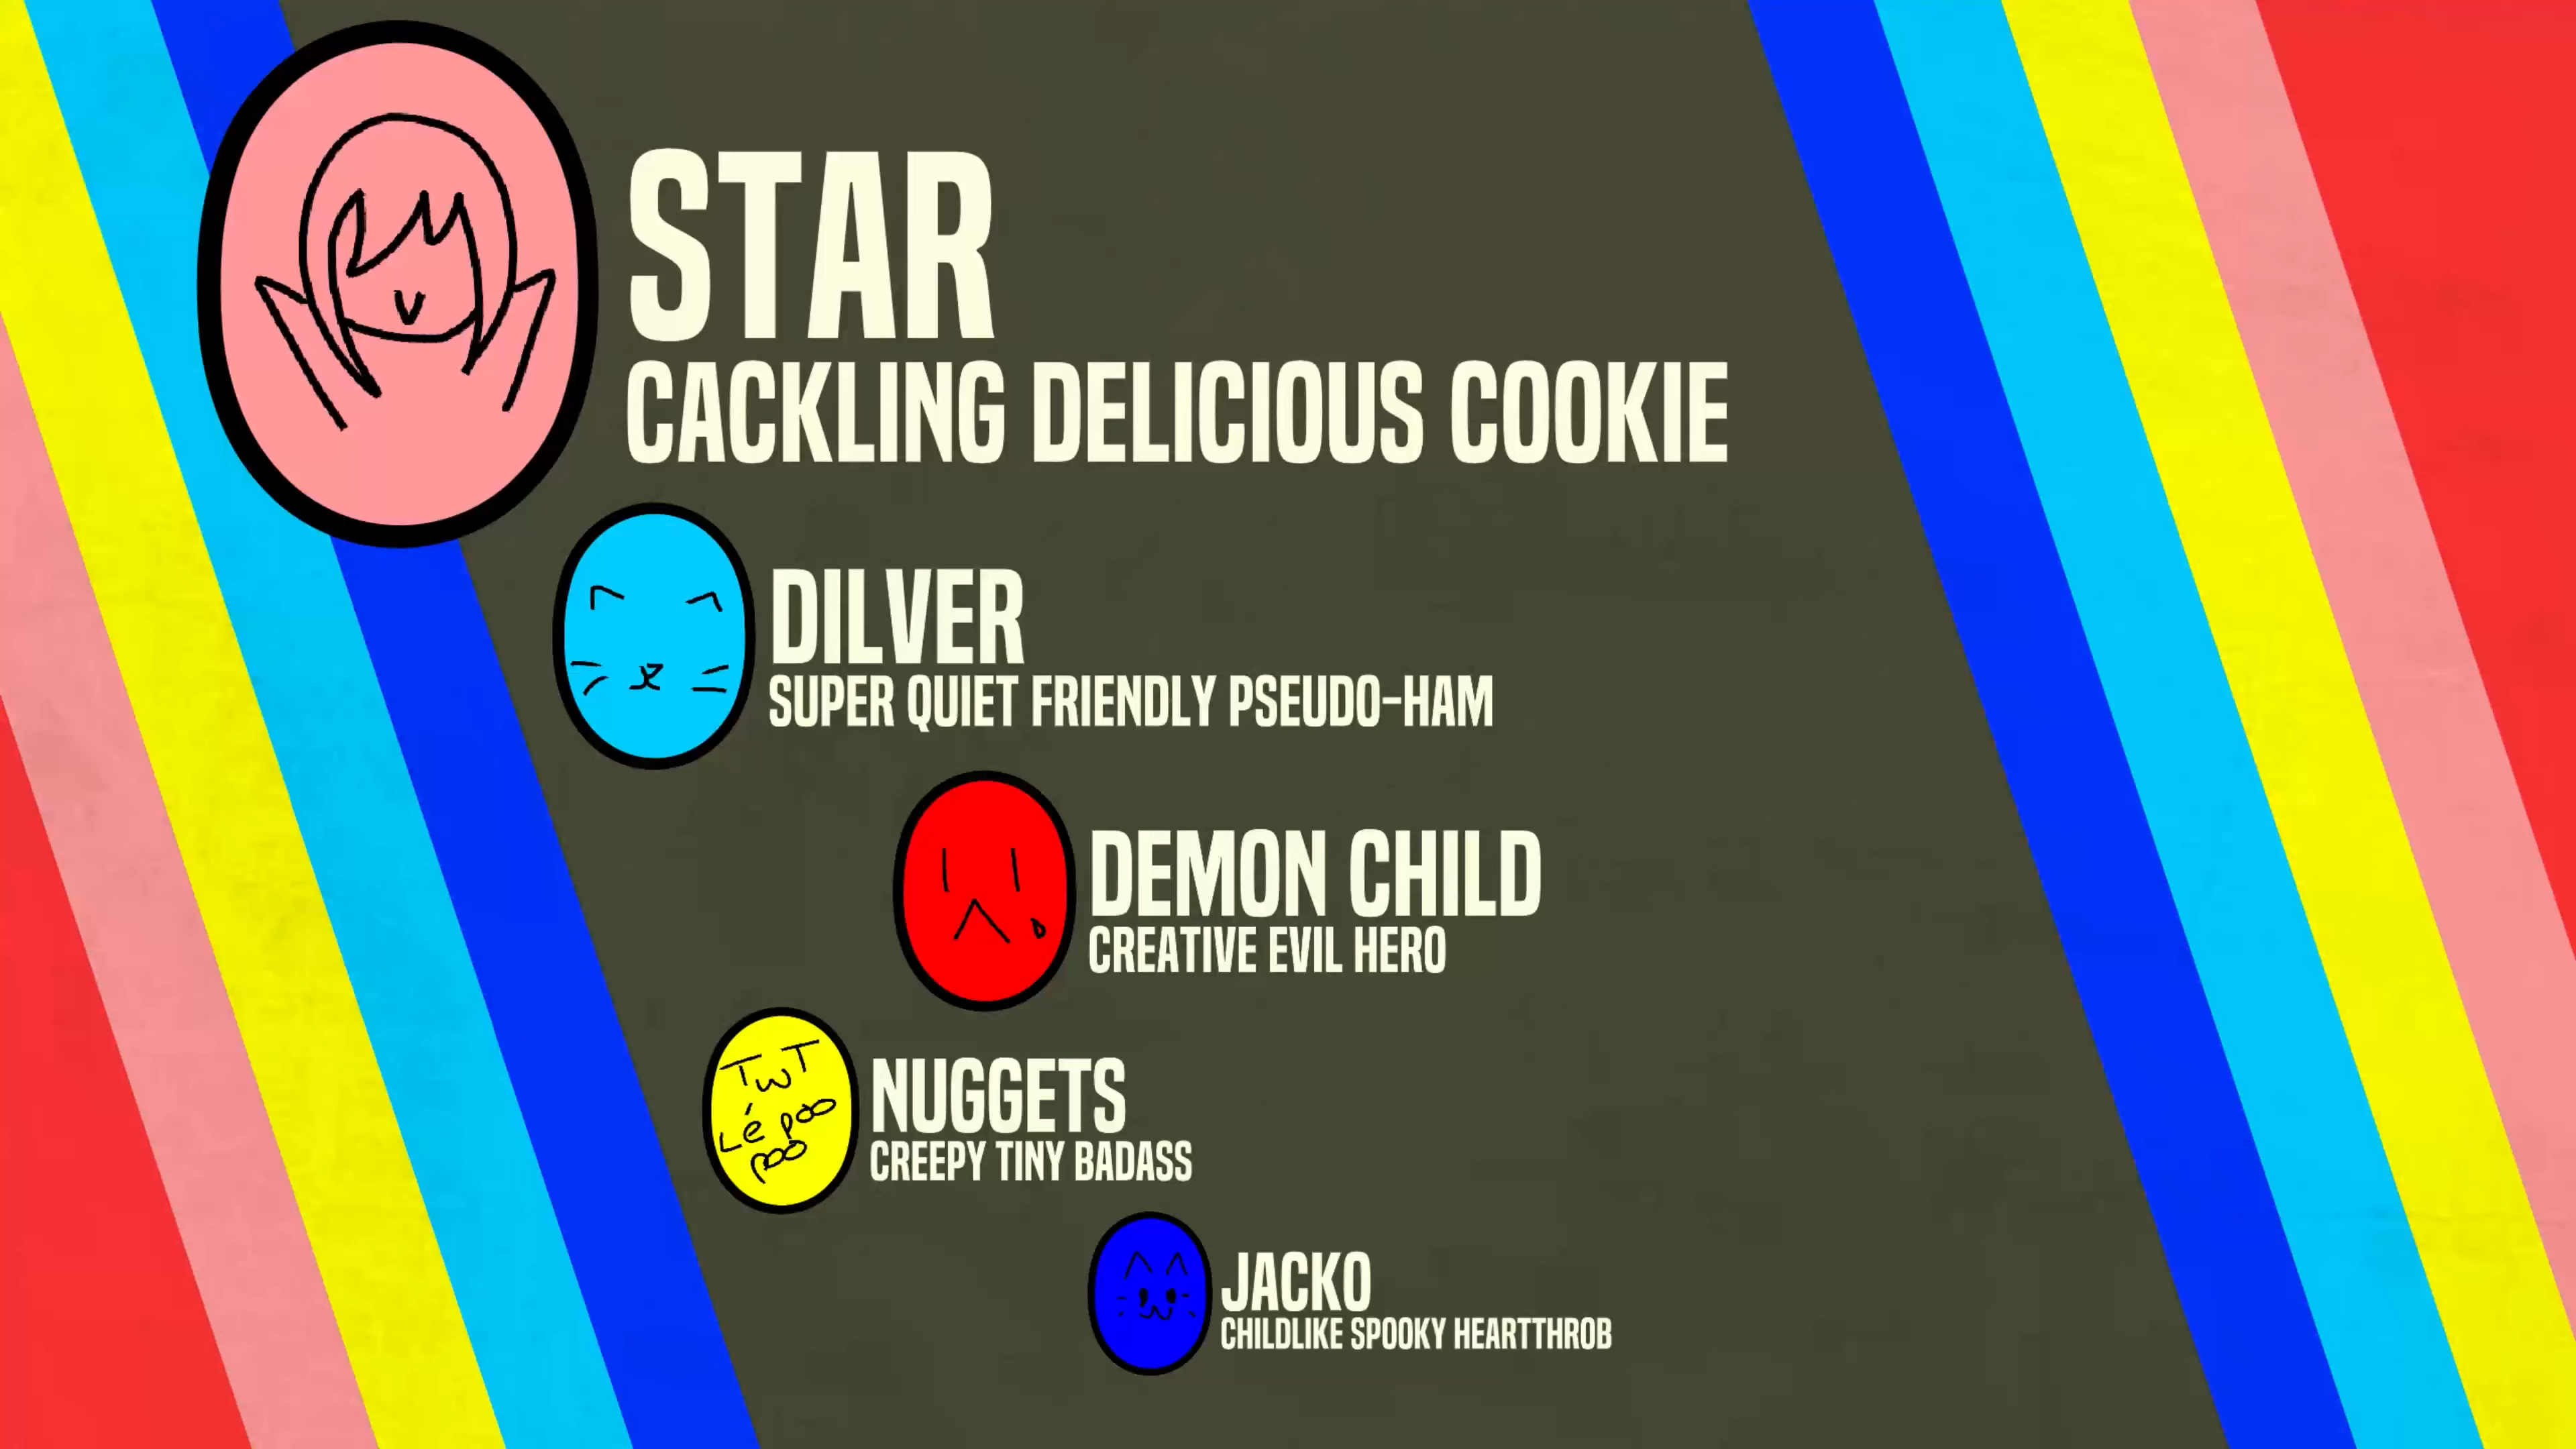 STAR
CACKLING DELICIOUS COOKIE
DILVER
SUPER QUIET FRIENDLY PSEUDO-HAM
DEMON CHILD
CREATIVE EVIL HERO
TwT
Lé poo
poo
NUGGETS
CREEPY TINY BADASS
JACKO
CHILDLIKE SPOOKY HEARTTHROB